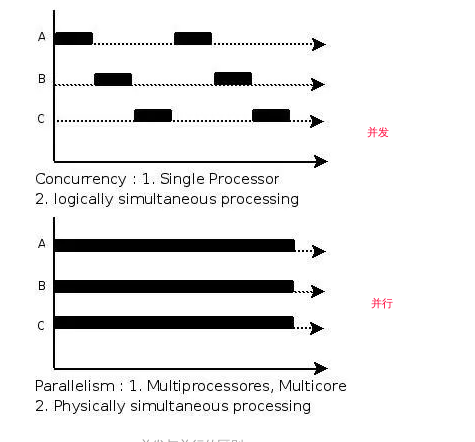 A
B
C
并发
Concurrency : 1. Single Processor
2. logically simultaneous processing
A
B
C
并行
Parallelism : 1. Multiprocessores, Multicore
2. Physically simultaneous processing